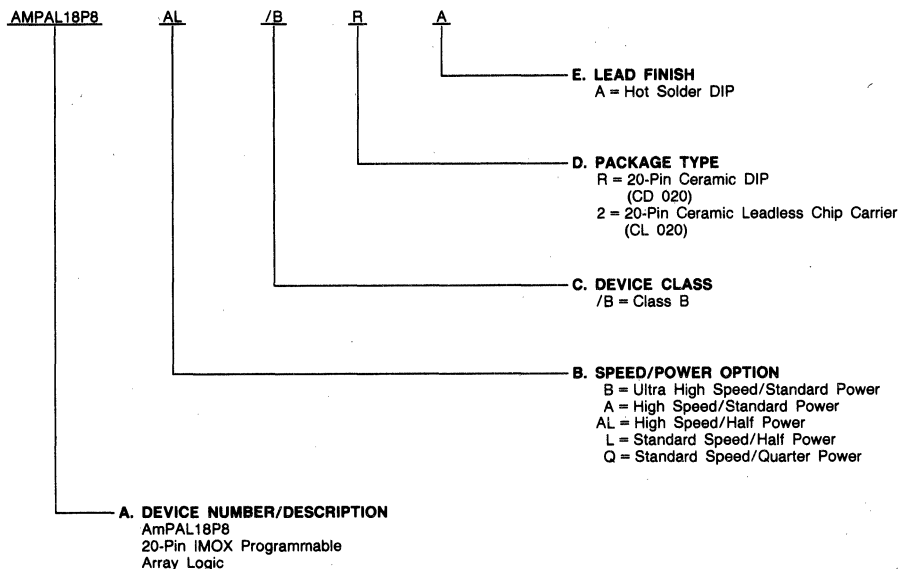 AMPAL18P8 AL /B R A
E. LEAD FINISH
A = Hot Solder DIP
D. PACKAGE TYPE
R = 20-Pin Ceramic DIP
(CD 020)
2 = 20-Pin Ceramic Leadless Chip Carrier
(CL 020)
C. DEVICE CLASS
/B = Class B
B. SPEED/POWER OPTION
B = Ultra High Speed/Standard Power
A = High Speed/Standard Power
AL = High Speed/Half Power
L = Standard Speed/Half Power
Q = Standard Speed/Quarter Power
A. DEVICE NUMBER/DESCRIPTION
AmPAL18P8
20-Pin IMOX Programmable
Array Logic